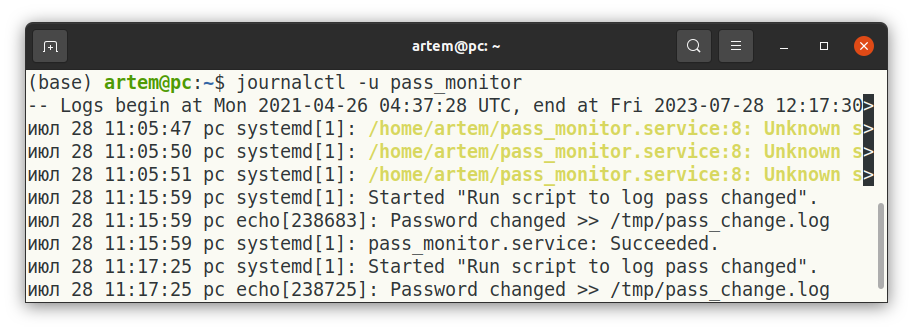 artem@pc: ~
(base) artem@pc:~$ journalctl -u pass_monitor
-- Logs begin at Mon 2021-04-26 04:37:28 UTC, end at Fri 2023-07-28 12:17:30>
июл 28 11:05:47 pc systemd[1]: /home/artem/pass_monitor.service:8: Unknown s>
июл 28 11:05:50 pc systemd[1]: /home/artem/pass_monitor.service:8: Unknown s>
июл 28 11:05:51 pc systemd[1]: /home/artem/pass_monitor.service:8: Unknown s>
июл 28 11:15:59 pc systemd[1]: Started "Run script to log pass changed".
июл 28 11:15:59 pc echo[238683]: Password changed >> /tmp/pass_change.log
июл 28 11:15:59 pc systemd[1]: pass_monitor.service: Succeeded.
июл 28 11:17:25 pc systemd[1]: Started "Run script to log pass changed".
июл 28 11:17:25 pc echo[238725]: Password changed >> /tmp/pass_change.log